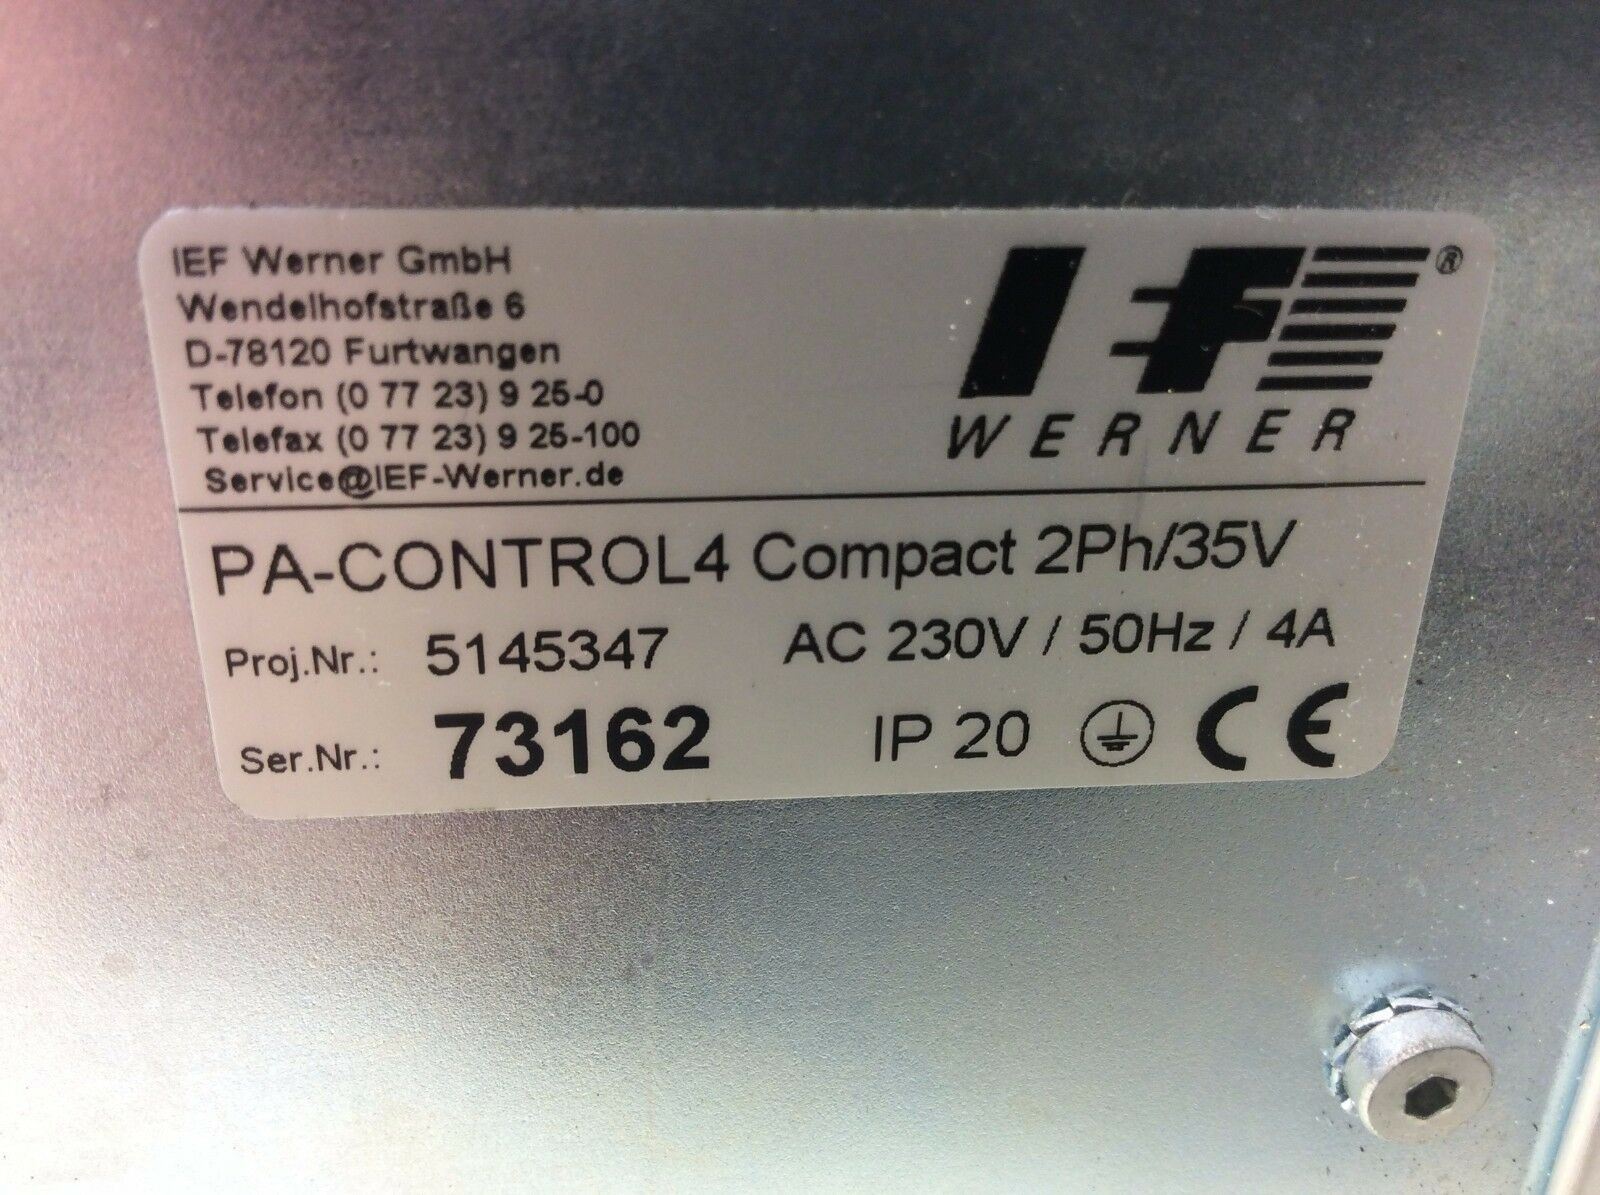 IEF Werner GmbH
Wendelhofstraße 6
D-78120 Furtwangen
Telefon (0 77 23) 9 25-0
Telefax (0 77 23) 9 25-100
Service@IEF-Werner.de
IEF®
WERNER
PA-CONTROL4 Compact 2Ph/35V
Proj.Nr.: 5145347 AC 230V / 50Hz / 4A
Ser.Nr.: 73162 IP 20 CE